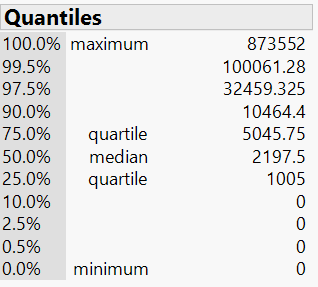 Quantiles
100.0% maximum 873552
99.5% 100061.28
97.5% 32459.325
90.0% 10464.4
75.0% quartile 5045.75
50.0% median 2197.5
25.0% quartile 1005
10.0% 0
2.5% 0
0.5% 0
0.0% minimum 0